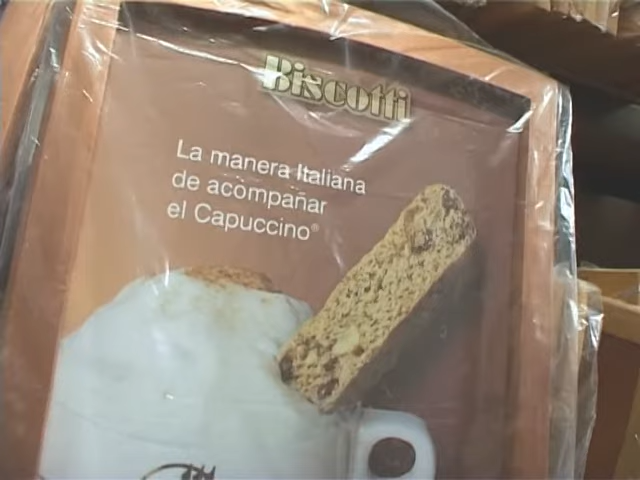 Biscotti
La manera Italiana
de acompañar
el Capuccino®